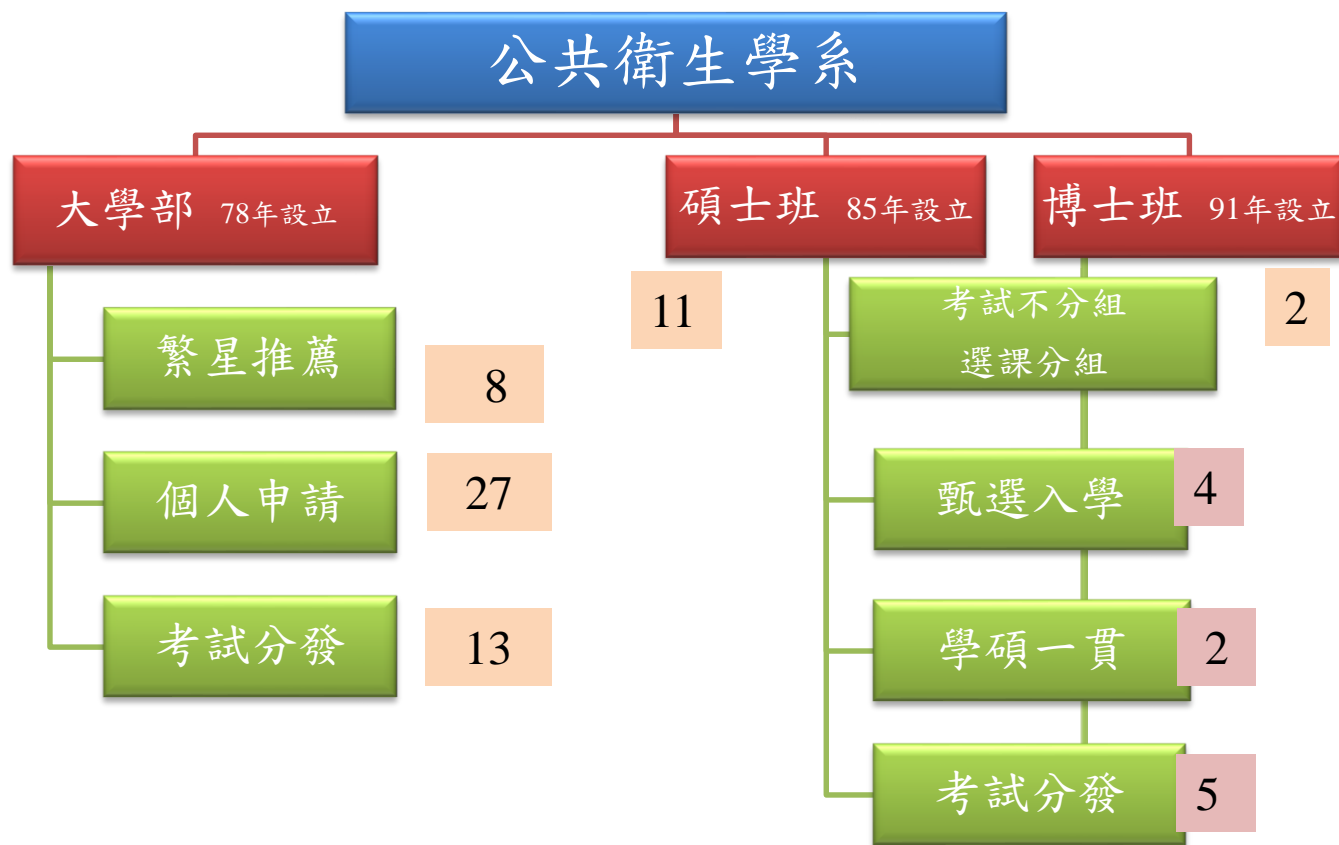 公共衛生學系
大學部 78年設立
碩士班 85年設立
博士班 91年設立
繁星推薦
8
個人申請
27
考試分發
13
11
考試不分組
選課分組
2
甄選入學
4
學碩一貫
2
考試分發
5